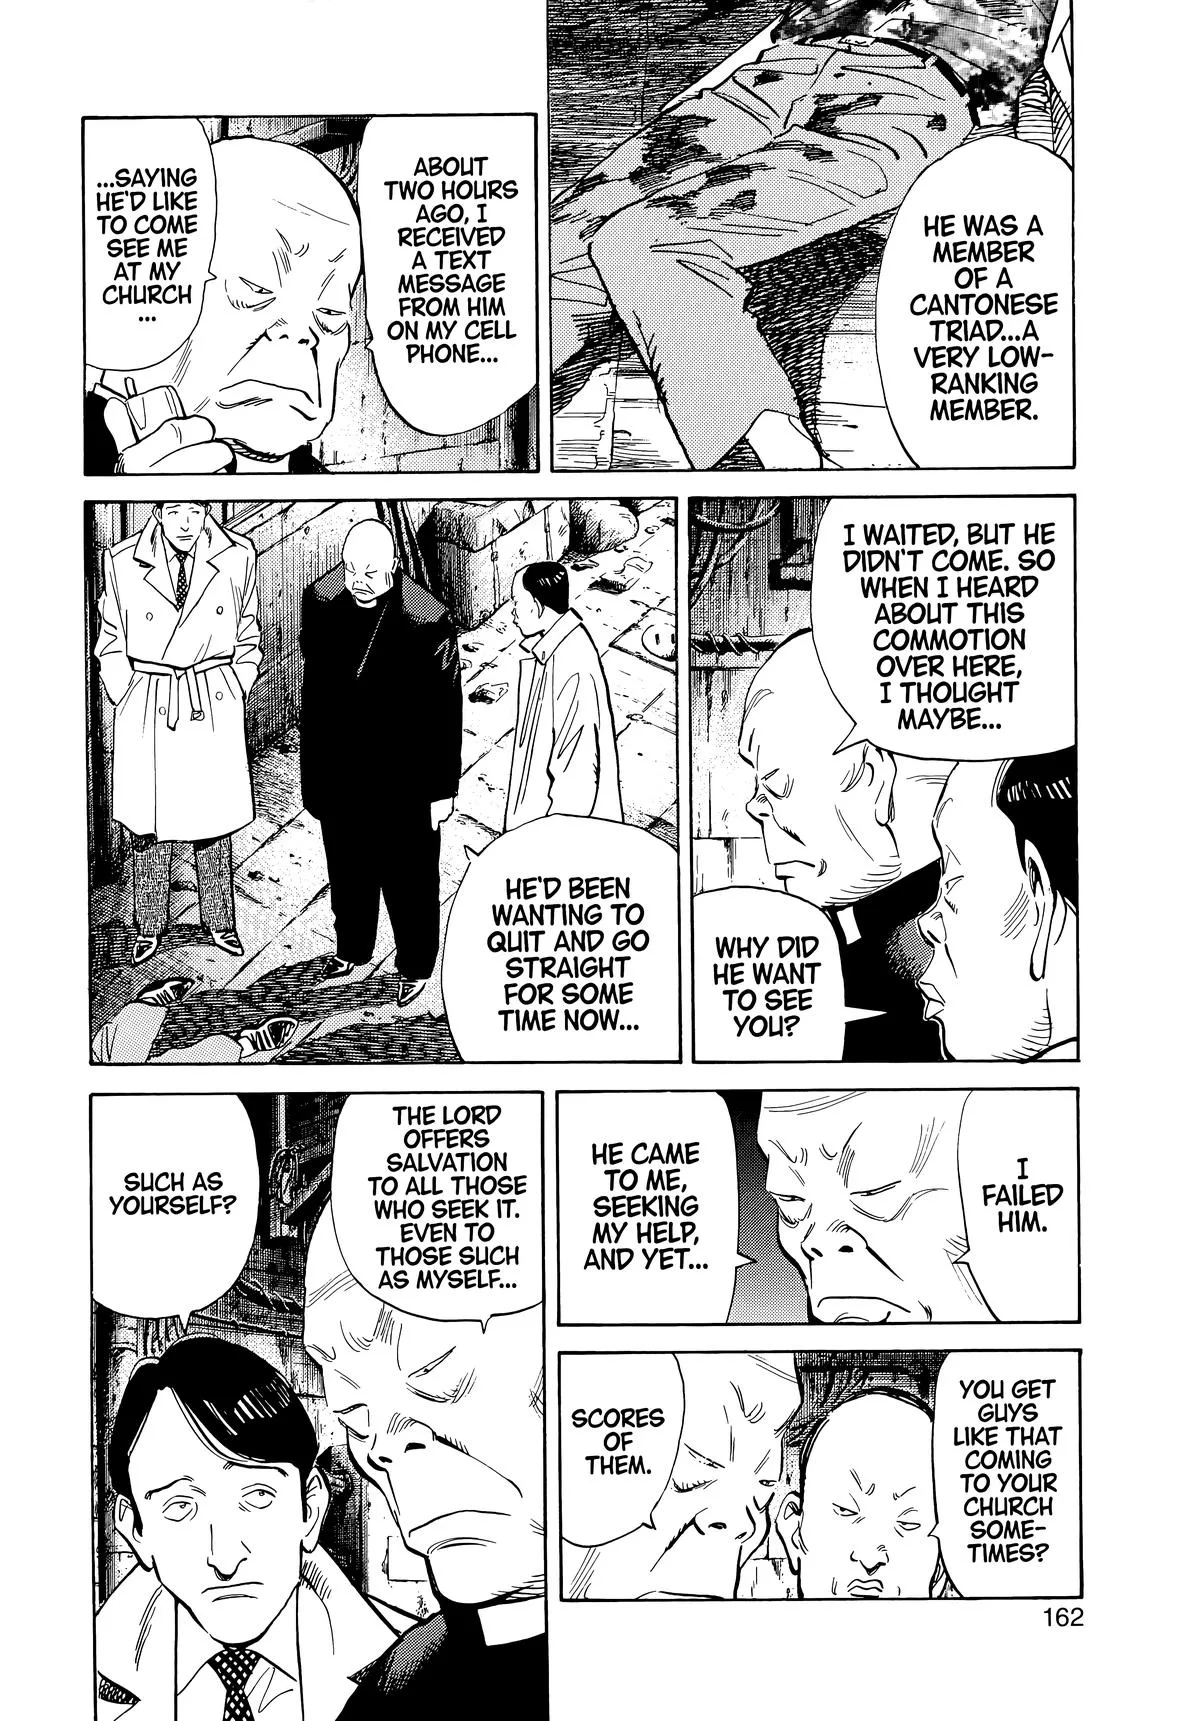 HE WAS A
MEMBER
OF A
CANTONESE
TRIAD...A
VERY LOW-
RANKING
MEMBER.
ABOUT
TWO HOURS
AGO, I
RECEIVED
A TEXT
MESSAGE
FROM HIM
ON MY CELL
PHONE...
...SAYING
HE'D LIKE
TO COME
SEE ME
AT MY
CHURCH
...
I WAITED, BUT HE
DIDN'T COME. SO
WHEN I HEARD
ABOUT THIS
COMMOTION
OVER HERE,
I THOUGHT
MAYBE...
WHY DID
HE WANT
TO SEE
YOU?
HE'D BEEN
WANTING TO
QUIT AND GO
STRAIGHT
FOR SOME
TIME NOW...
I
FAILED
HIM.
HE CAME
TO ME,
SEEKING
MY HELP,
AND YET...
YOU GET
GUYS
LIKE THAT
COMING
TO YOUR
CHURCH
SOME-
TIMES?
SCORES
OF
THEM.
THE LORD
OFFERS
SALVATION
TO ALL THOSE
WHO SEEK IT.
EVEN TO
THOSE SUCH
AS MYSELF...
SUCH AS
YOURSELF?
162